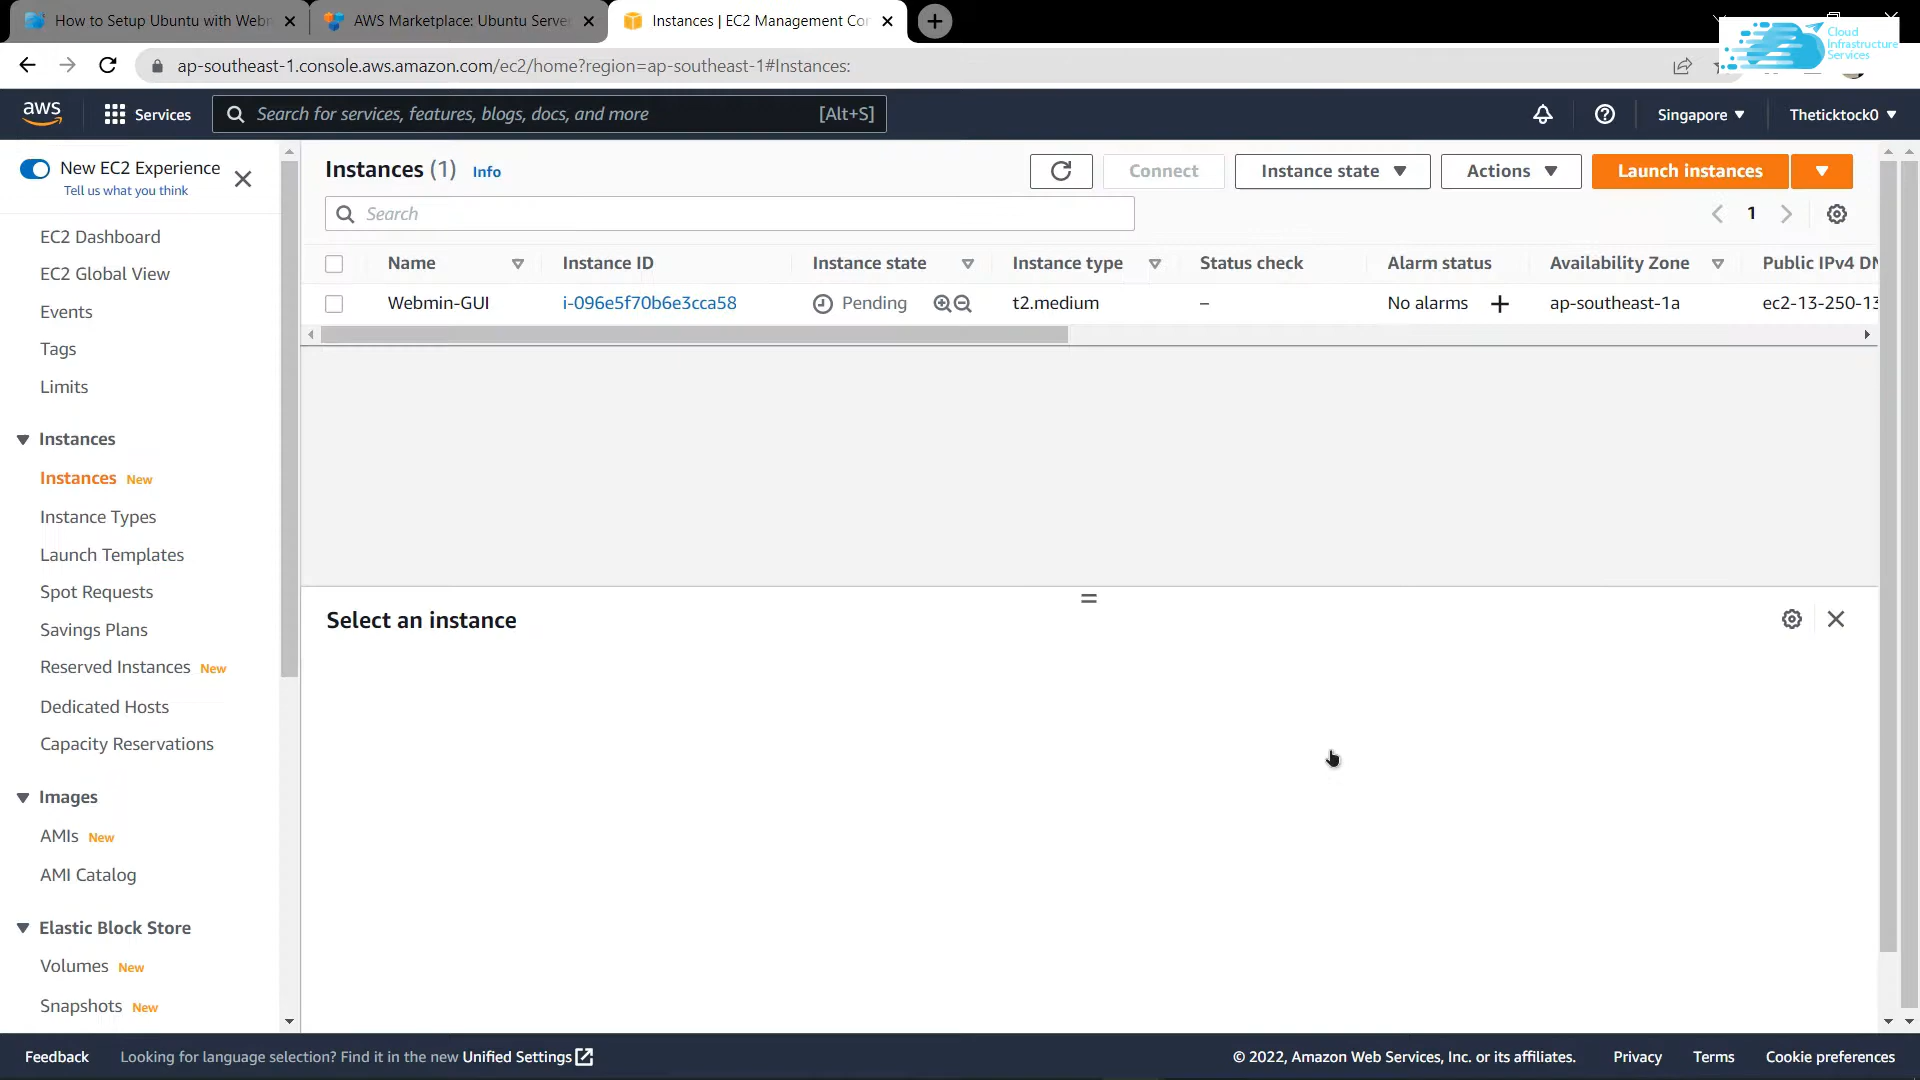 How to Setup Ubuntu with Webm
AWS Marketplace: Ubuntu Serve
Instances | EC2 Management Co
Cloud
Infrastructure
Services
ap-southeast-1.console.aws.amazon.com/ec2/home?region=ap-southeast-1#Instances:
aws
Services
Search for services, features, blogs, docs, and more
[Alt+S]
Singapore
Theticktock0
New EC2 Experience
Tell us what you think
EC2 Dashboard
EC2 Global View
Events
Tags
Limits
Instances
Instances New
Instance Types
Launch Templates
Spot Requests
Savings Plans
Reserved Instances New
Dedicated Hosts
Capacity Reservations
Images
AMIs New
AMI Catalog
Elastic Block Store
Volumes New
Snapshots New
Instances (1) Info
Connect
Instance state
Actions
Launch instances
Search
1
Name Instance ID Instance state Instance type Status check Alarm status Availability Zone Public IPv4 DN
Webmin-GUI i-096e5f70b6e3cca58 Pending t2.medium – No alarms + ap-southeast-1a ec2-13-250-13
Select an instance
Feedback
Looking for language selection? Find it in the new Unified Settings
© 2022, Amazon Web Services, Inc. or its affiliates.
Privacy
Terms
Cookie preferences